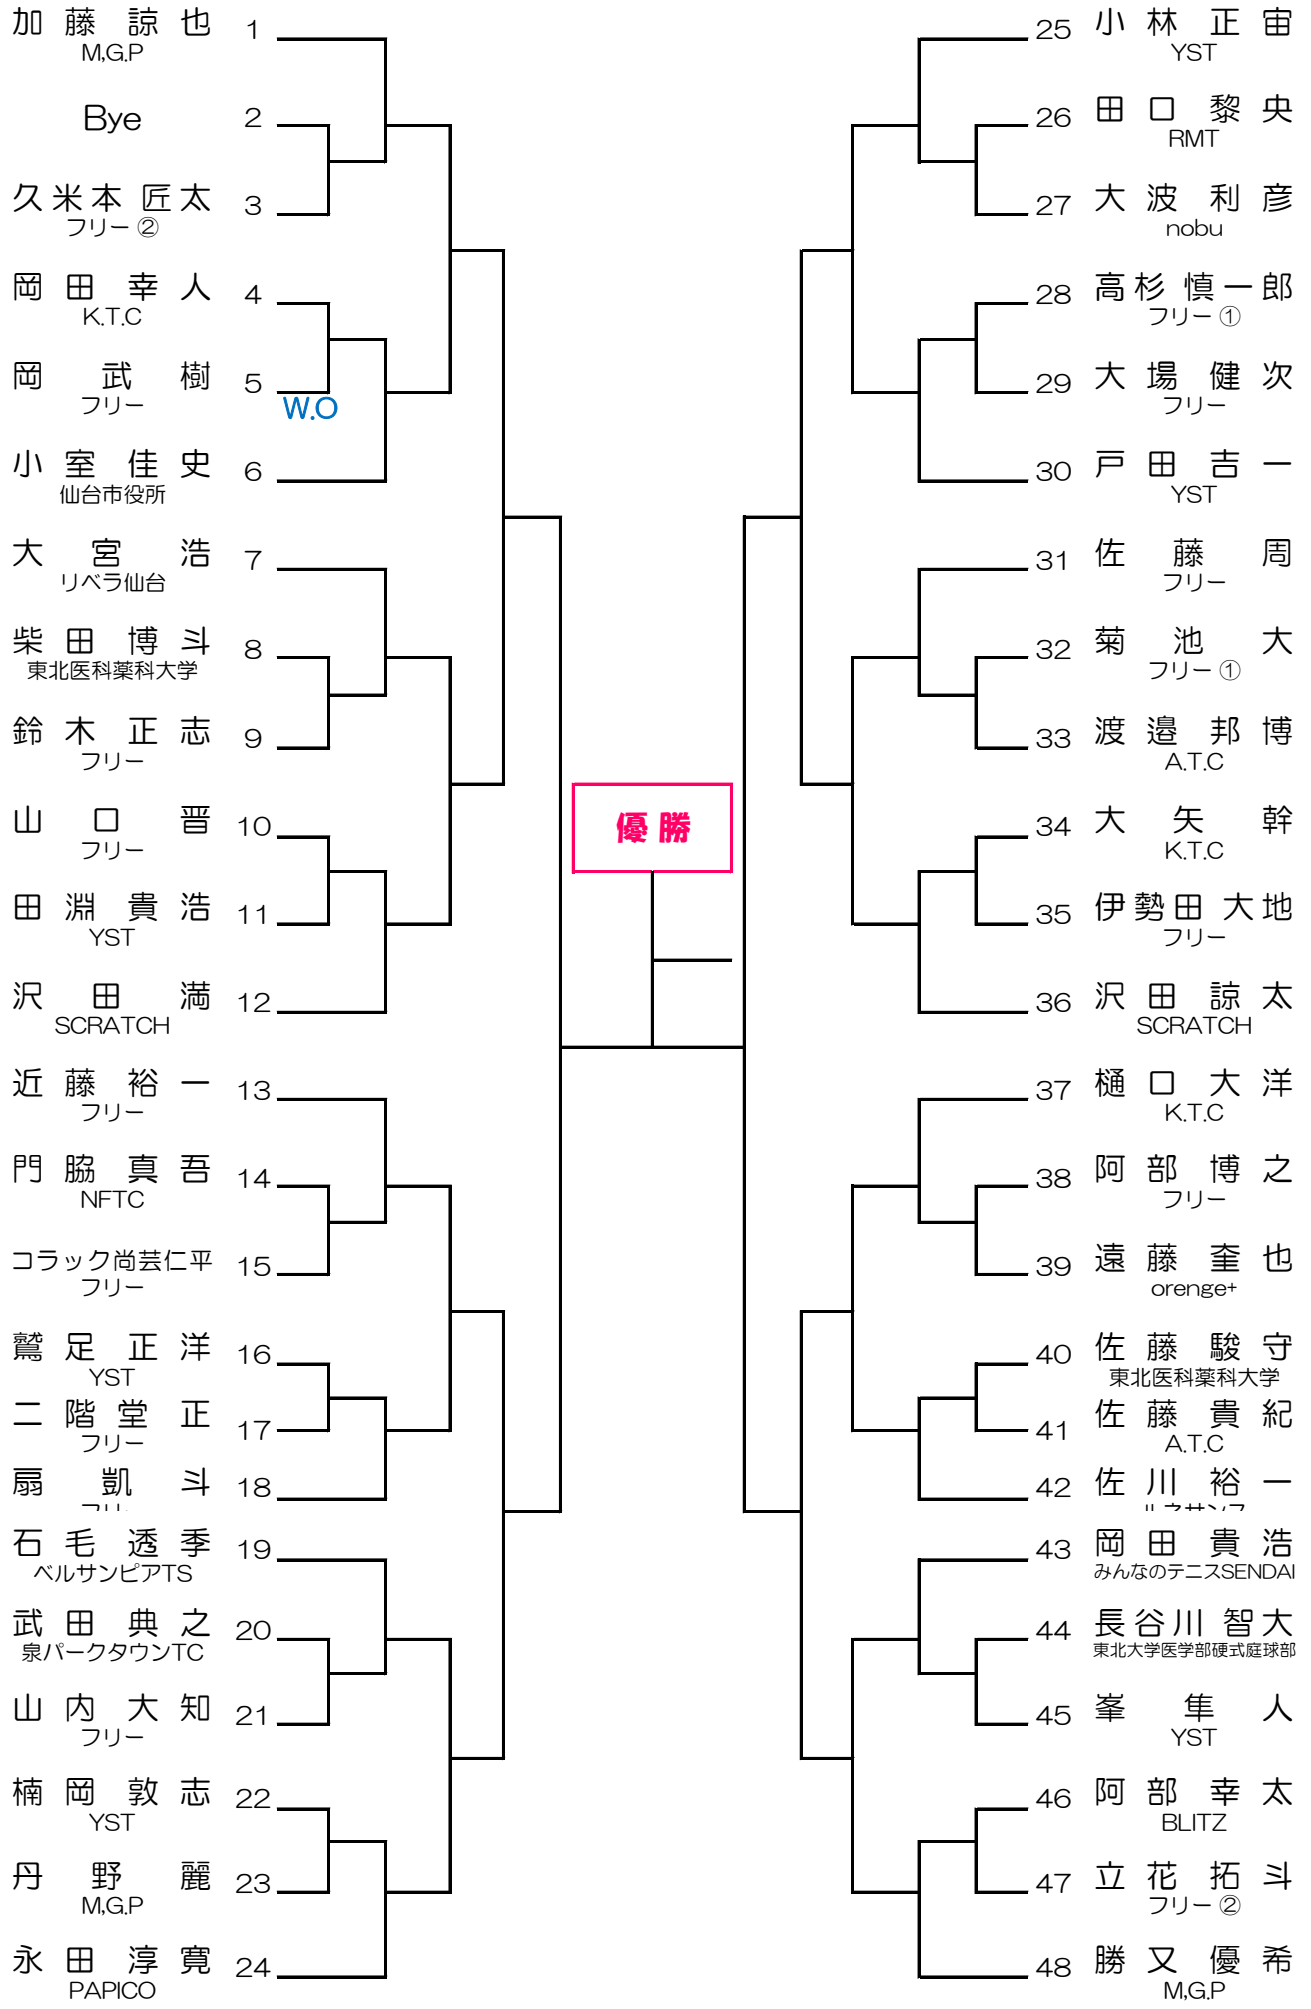 加藤諒也 1
M,G.P
Bye 2
久米本匠太 3
フリー ②
岡田幸人 4
K.T.C
岡武樹 5
フリー
W.O
小室佳史 6
仙台市役所
大宮浩 7
リベラ仙台
柴田博斗 8
東北医科薬科大学
鈴木正志 9
フリー
山口晋 10
フリー
田淵貴浩 11
YST
沢田満 12
SCRATCH
近藤裕一 13
フリー
門脇真吾 14
NFTC
コラック尚芸仁平 15
フリー
鷲足正洋 16
YST
二階堂正 17
フリー
扇凱斗 18
フリー
石毛透季 19
ベルサンピアTS
武田典之 20
泉パークタウンTC
山内大知 21
フリー
楠岡敦志 22
YST
丹野麗 23
M,G.P
永田淳寛 24
PAPICO
優勝
25 小林正宙
YST
26 田口黎央
RMT
27 大波利彦
nobu
28 高杉慎一郎
フリー ①
29 大場健次
フリー
30 戸田吉一
YST
31 佐藤周
フリー
32 菊池大
フリー ①
33 渡邉邦博
A.T.C
34 大矢幹
K.T.C
35 伊勢田大地
フリー
36 沢田諒太
SCRATCH
37 樋口大洋
K.T.C
38 阿部博之
フリー
39 遠藤奎也
orenge+
40 佐藤駿守
東北医科薬科大学
41 佐藤貴紀
A.T.C
42 佐川裕一
ルネサンス
43 岡田貴浩
みんなのテニスSENDAI
44 長谷川智大
東北大学医学部硬式庭球部
45 峯隼人
YST
46 阿部幸太
BLITZ
47 立花拓斗
フリー ②
48 勝又優希
M,G.P